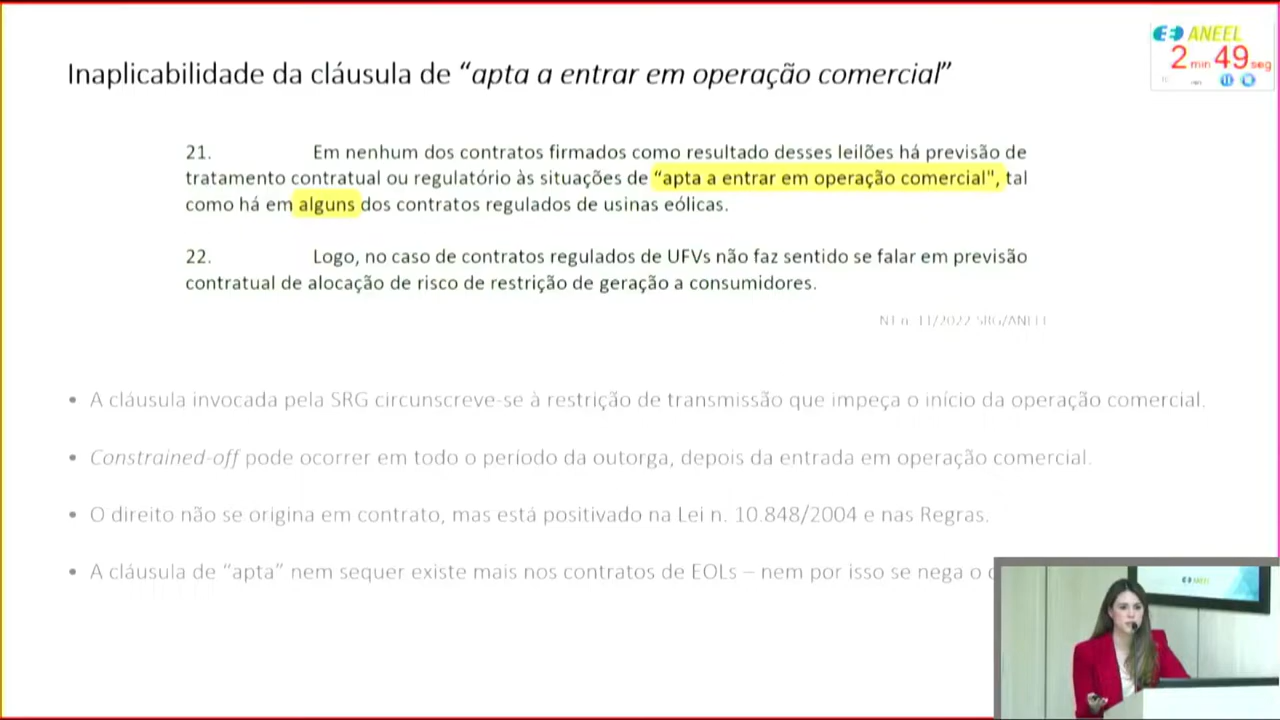 ANEEL
2 min 49 seg
Inaplicabilidade da cláusula de “apta a entrar em operação comercial”
21. Em nenhum dos contratos firmados como resultado desses leilões há previsão de
tratamento contratual ou regulatório às situações de “apta a entrar em operação comercial", tal
como há em alguns dos contratos regulados de usinas eólicas.
22. Logo, no caso de contratos regulados de UFVs não faz sentido se falar em previsão
contratual de alocação de risco de restrição de geração a consumidores.
NT n. 11/2022 SRG/ANEEL
• A cláusula invocada pela SRG circunscreve-se à restrição de transmissão que impeça o início da operação comercial.
• Constrained-off pode ocorrer em todo o período da outorga, depois da entrada em operação comercial.
• O direito não se origina em contrato, mas está positivado na Lei n. 10.848/2004 e nas Regras.
• A cláusula de “apta” nem sequer existe mais nos contratos de EOLs – nem por isso se nega o
ANEEL